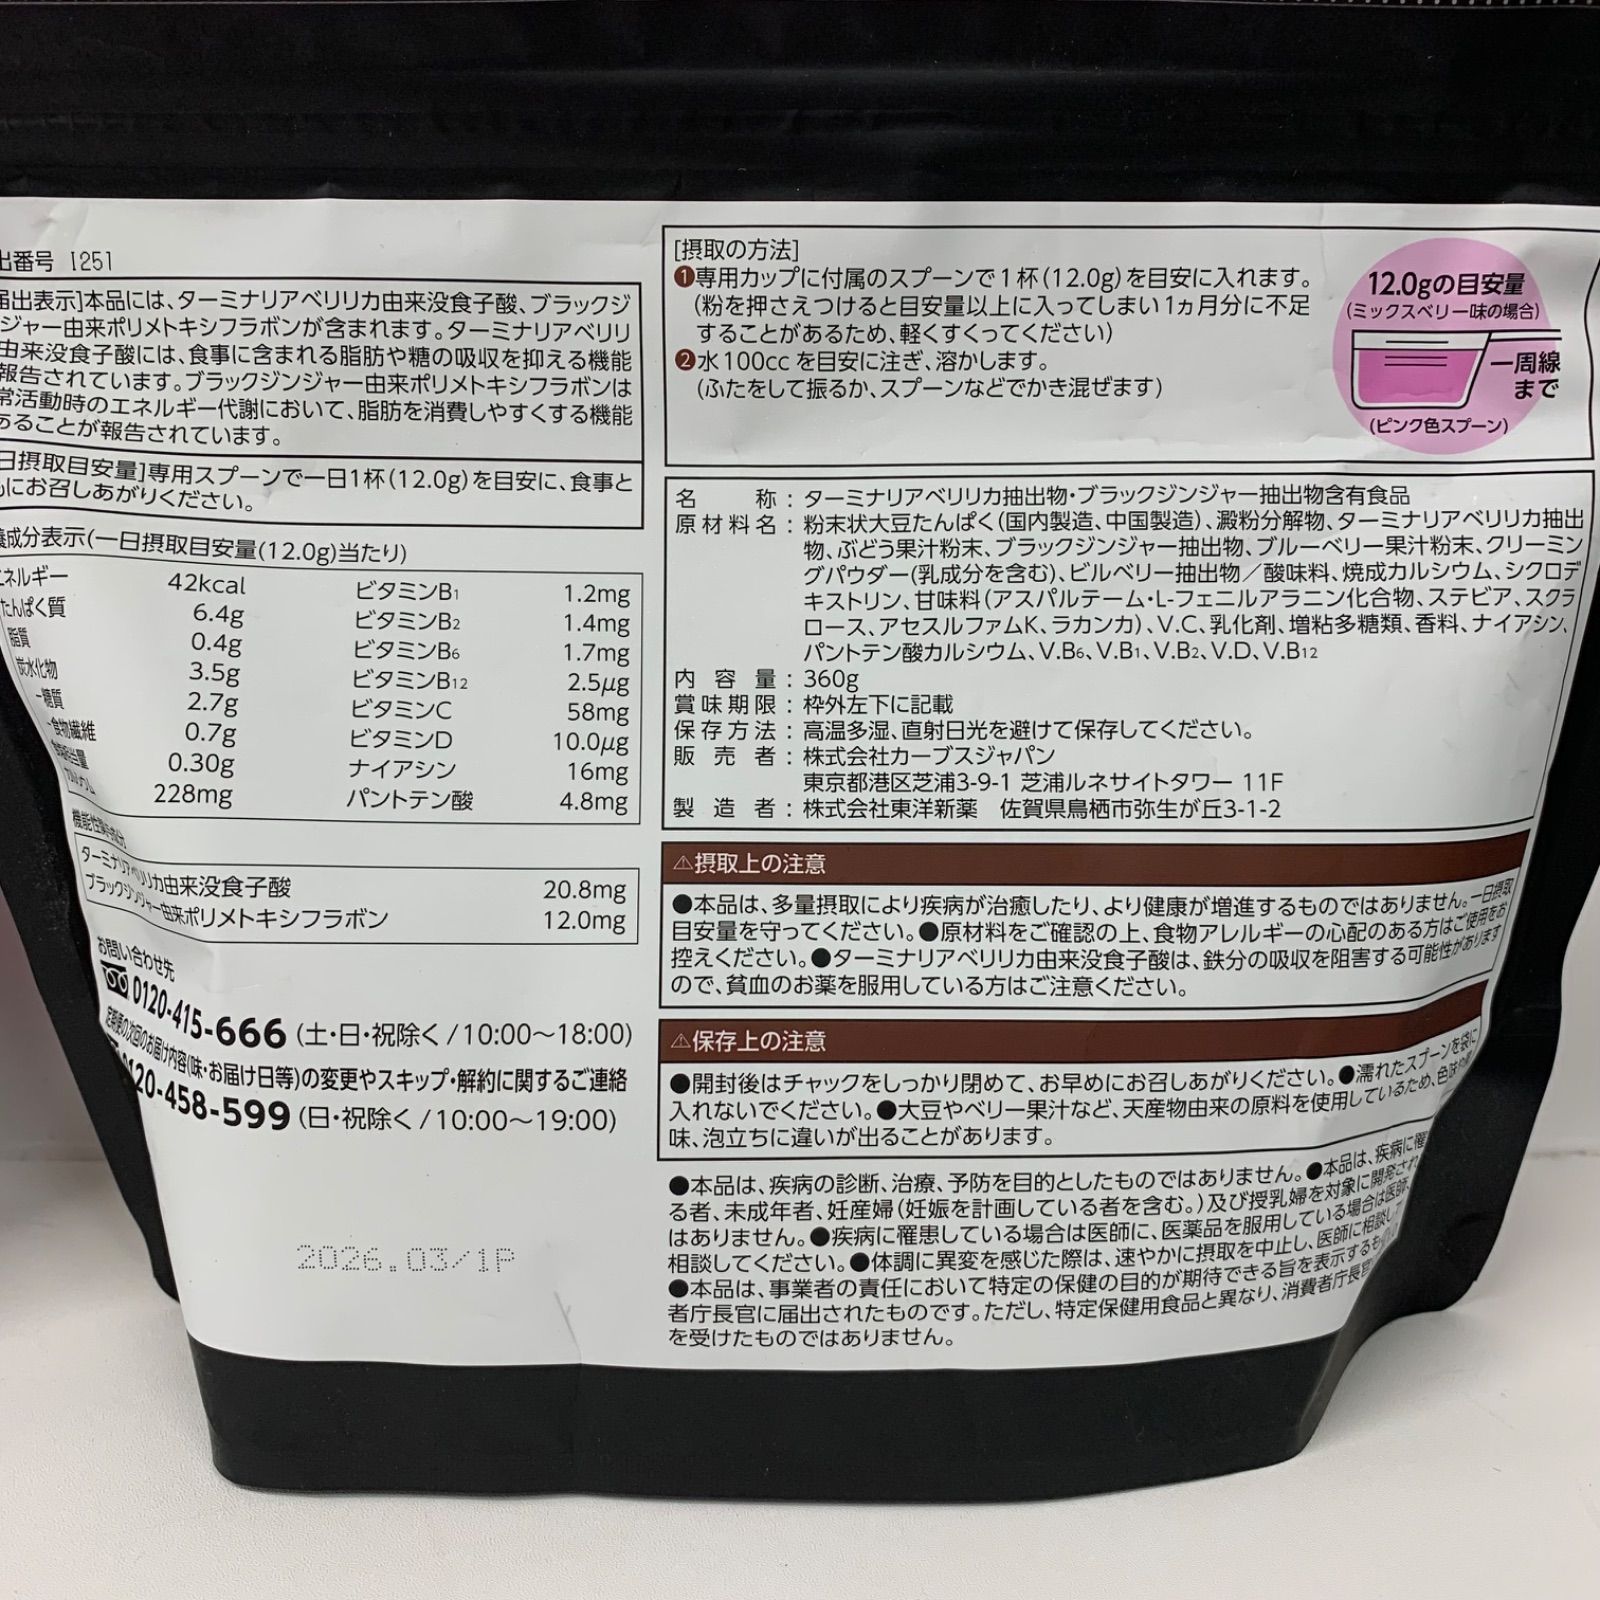 出番号 I251
届出表示]本品には、ターミナリアベリリカ由来没食子酸、ブラックジ
ジャー由来ポリメトキシフラボンが含まれます。ターミナリアベリリ
由来没食子酸には、食事に含まれる脂肪や糖の吸収を抑える機能
報告されています。ブラックジンジャー由来ポリメトキシフラボンは
常活動時のエネルギー代謝において、脂肪を消費しやすくする機能
あることが報告されています。
日摂取目安量]専用スプーンで一日1杯(12.0g)を目安に、食事と
にお召しあがりください。
養成分表示(一日摂取目安量(12.0g)当たり)
エネルギー 42kcal ビタミンB1 1.2mg
たんぱく質 6.4g ビタミンB2 1.4mg
脂質 0.4g ビタミンB6 1.7mg
炭水化物 3.5g ビタミンB12 2.5μg
-糖質 2.7g ビタミンC 58mg
-食物繊維 0.7g ビタミンD 10.0μg
食塩相当量 0.30g ナイアシン 16mg
カルシウム 228mg パントテン酸 4.8mg
機能性関与成分
ターミナリアベリリカ由来没食子酸 20.8mg
ブラックジンジャー由来ポリメトキシフラボン 12.0mg
お問い合わせ先
0120-415-666 (土・日・祝除く/10:00〜18:00)
定期便の次回のお届け内容(味・お届け日等)の変更やスキップ・解約に関するご連絡
120-458-599 (日・祝除く/10:00〜19:00)
2026.03/1P
[摂取の方法]
❶専用カップに付属のスプーンで1杯(12.0g)を目安に入れます。
(粉を押さえつけると目安量以上に入ってしまい1ヵ月分に不足
することがあるため、軽くすくってください)
❷水100ccを目安に注ぎ、溶かします。
(ふたをして振るか、スプーンなどでかき混ぜます)
12.0gの目安量
(ミックスベリー味の場合)
一周線
まで
(ピンク色スプーン)
名称:ターミナリアベリリカ抽出物・ブラックジンジャー抽出物含有食品
原材料名:粉末状大豆たんぱく(国内製造、中国製造)、澱粉分解物、ターミナリアベリリカ抽出
物、ぶどう果汁粉末、ブラックジンジャー抽出物、ブルーベリー果汁粉末、クリーミン
グパウダー(乳成分を含む)、ビルベリー抽出物/酸味料、焼成カルシウム、シクロデ
キストリン、甘味料(アスパルテーム・L-フェニルアラニン化合物、ステビア、スクラ
ロース、アセスルファムK、ラカンカ)、V.C、乳化剤、増粘多糖類、香料、ナイアシン、
パントテン酸カルシウム、V.B6、V.B1、V.B2、V.D、V.B12
内容量:360g
賞味期限:枠外左下に記載
保存方法:高温多湿、直射日光を避けて保存してください。
販売者:株式会社カーブスジャパン
東京都港区芝浦3-9-1 芝浦ルネサイトタワー 11F
製造者:株式会社東洋新薬 佐賀県鳥栖市弥生が丘3-1-2
⚠摂取上の注意
●本品は、多量摂取により疾病が治癒したり、より健康が増進するものではありません。一日摂取
目安量を守ってください。●原材料をご確認の上、食物アレルギーの心配のある方はご使用をお
控えください。●ターミナリアベリリカ由来没食子酸は、鉄分の吸収を阻害する可能性があります
ので、貧血のお薬を服用している方はご注意ください。
⚠保存上の注意
●開封後はチャックをしっかり閉めて、お早めにお召しあがりください。●濡れたスプーンを袋に
入れないでください。●大豆やベリー果汁など、天産物由来の原料を使用しているため、色味や
味、泡立ちに違いが出ることがあります。
●本品は、疾病の診断、治療、予防を目的としたものではありません。●本品は、疾病に罹
る者、未成年者、妊産婦(妊娠を計画している者を含む。)及び授乳婦を対象に開発され
はありません。●疾病に罹患している場合は医師に、医薬品を服用している場合は医師、
相談してください。●体調に異変を感じた際は、速やかに摂取を中止し、医師に相談し
●本品は、事業者の責任において特定の保健の目的が期待できる旨を表示するもの
者庁長官に届出されたものです。ただし、特定保健用食品と異なり、消費者庁長官
を受けたものではありません。